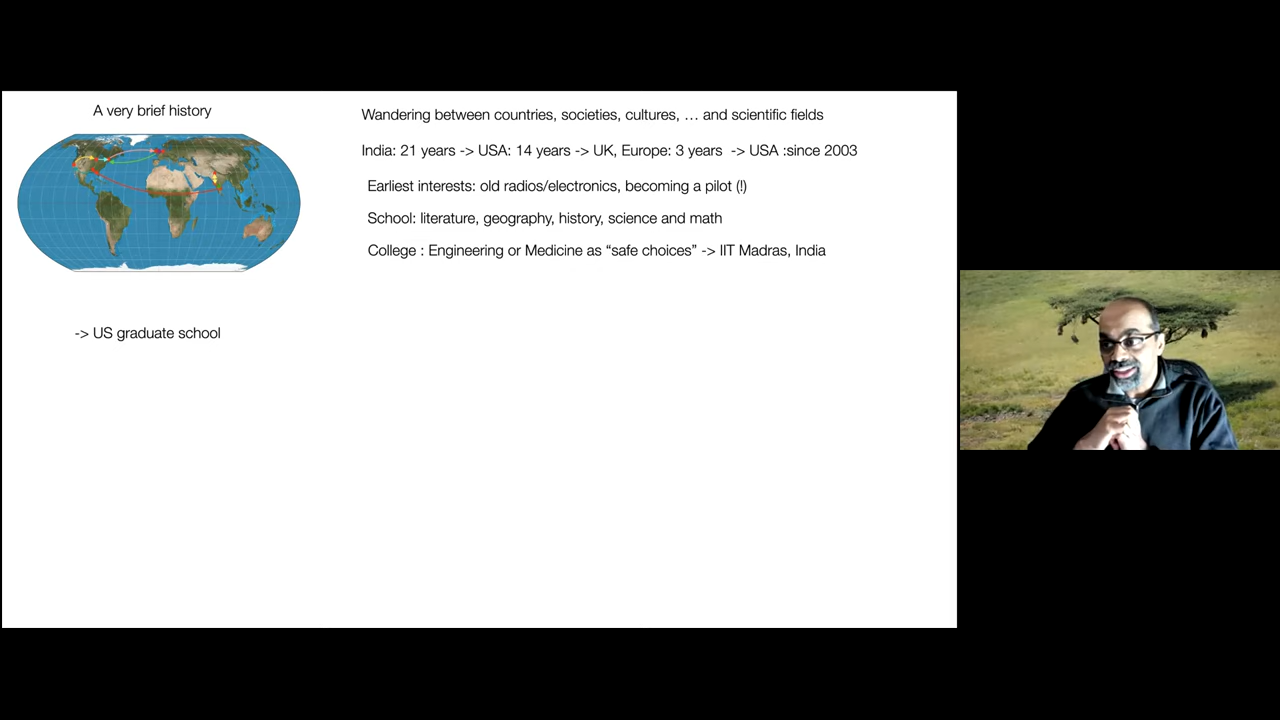 A very brief history
Wandering between countries, societies, cultures, … and scientific fields
India: 21 years -> USA: 14 years -> UK, Europe: 3 years -> USA :since 2003
Earliest interests: old radios/electronics, becoming a pilot (!)
School: literature, geography, history, science and math
College : Engineering or Medicine as “safe choices” -> IIT Madras, India
-> US graduate school